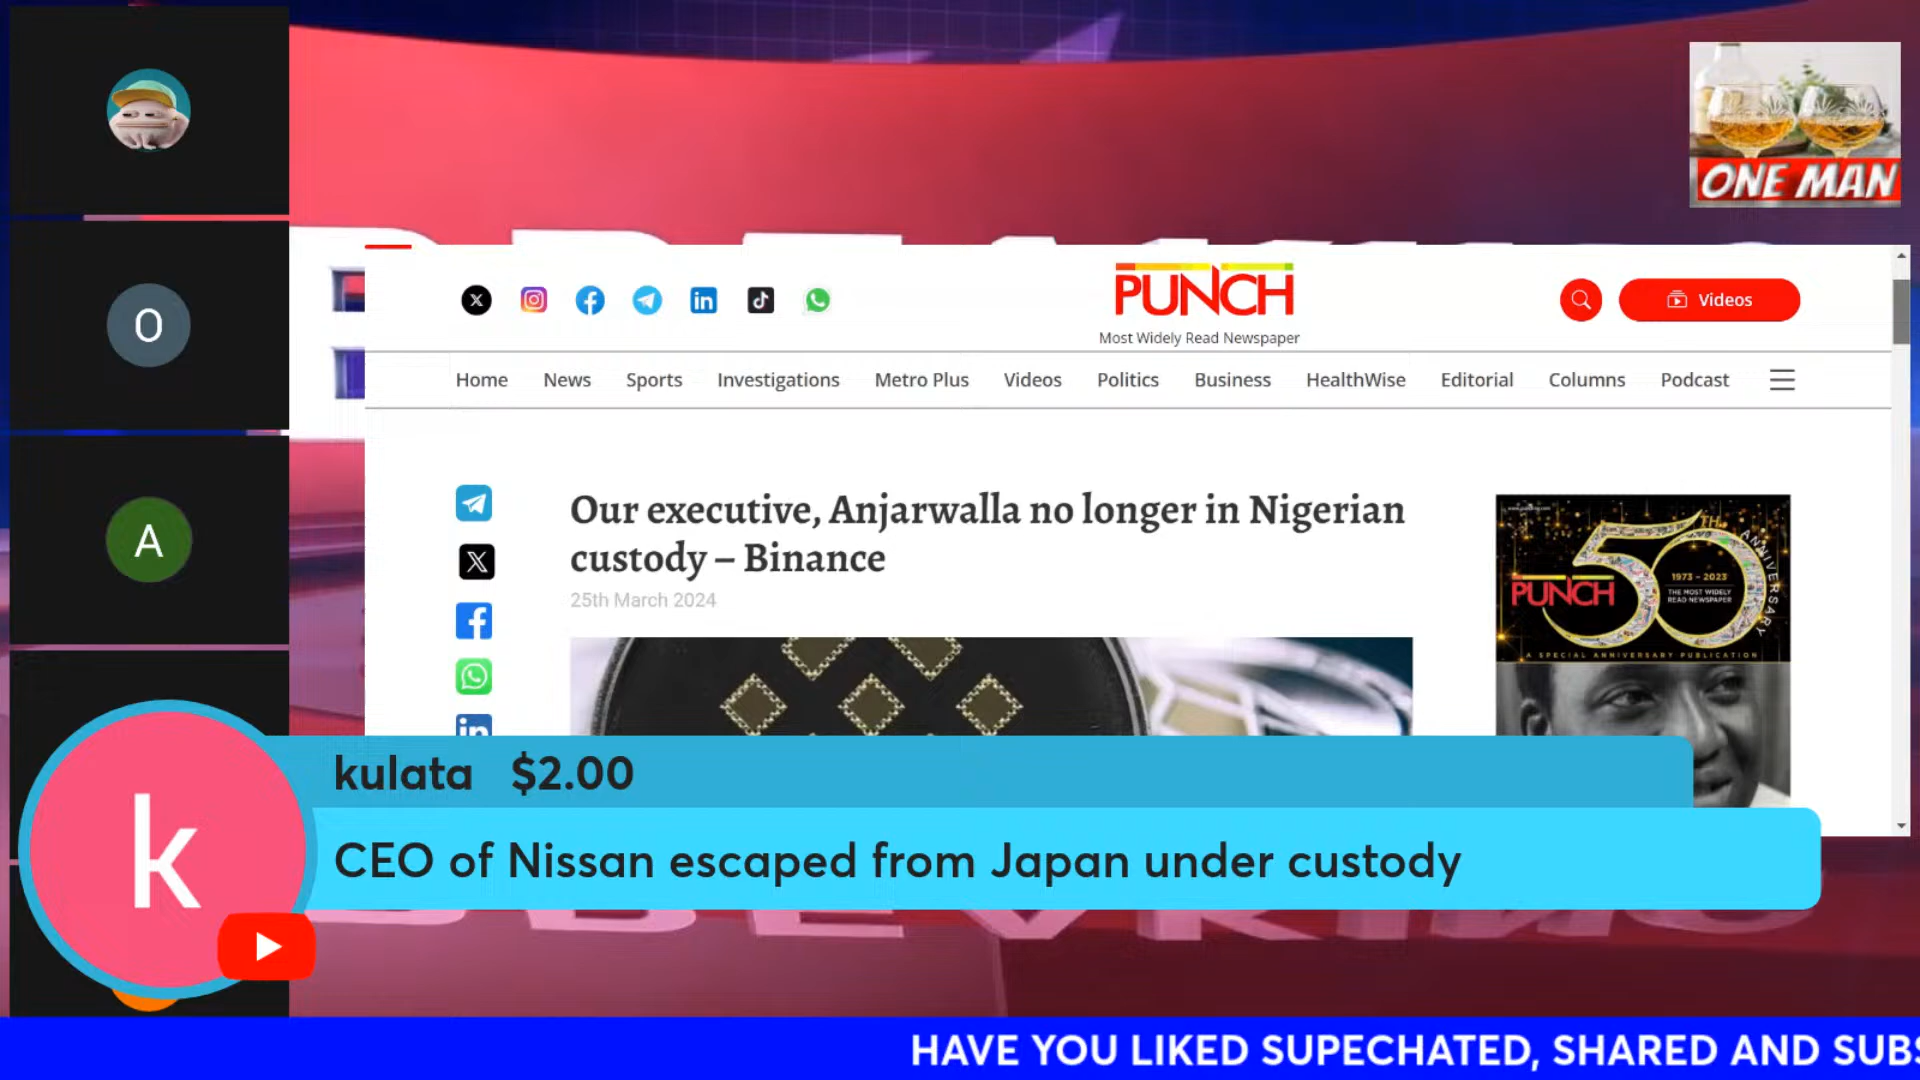 ONE MAN
O
A
PUNCH
Most Widely Read Newspaper
Videos
Home News Sports Investigations Metro Plus Videos Politics Business HealthWise Editorial Columns Podcast
Our executive, Anjarwalla no longer in Nigerian
custody – Binance
25th March 2024
50TH ANNIVERSARY
PUNCH
1973 - 2023
THE MOST WIDELY
READ NEWSPAPER
A SPECIAL ANNIVERSARY PUBLICATION
k
kulata $2.00
CEO of Nissan escaped from Japan under custody
HAVE YOU LIKED SUPECHATED, SHARED AND SUBS